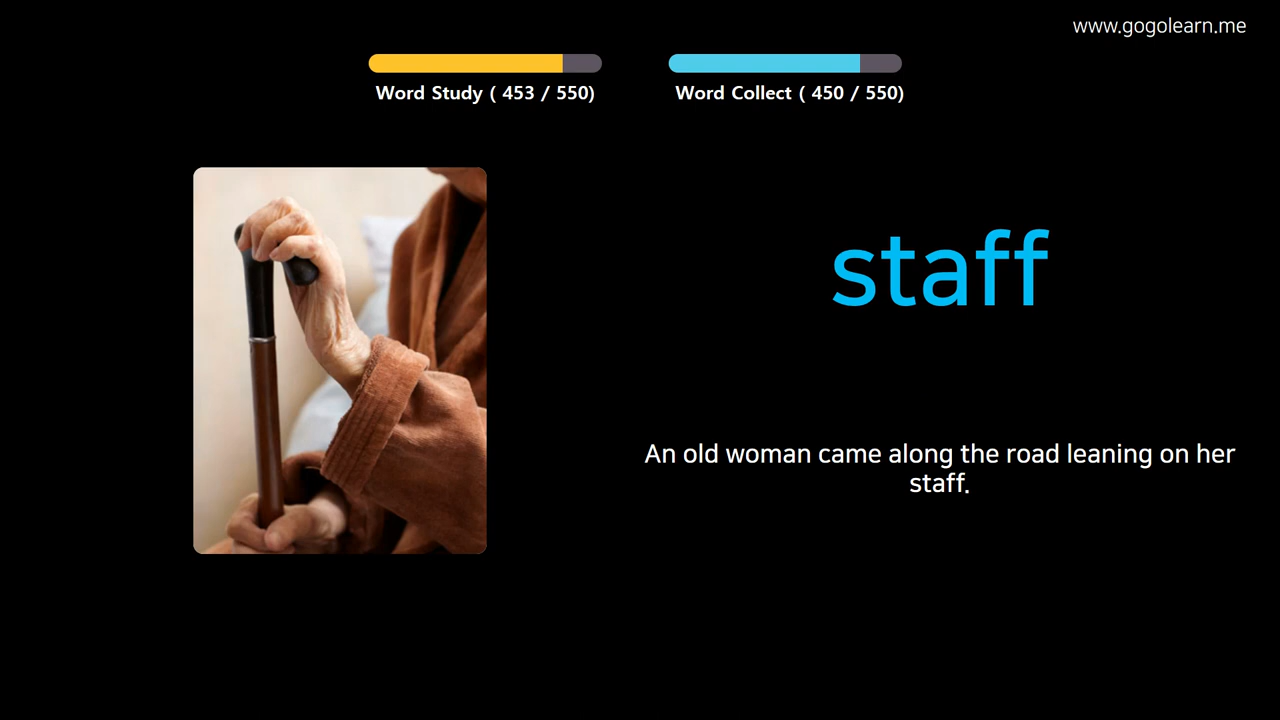 www.gogolearn.me
Word Study ( 453 / 550)
Word Collect ( 450 / 550)
staff
An old woman came along the road leaning on her
staff.